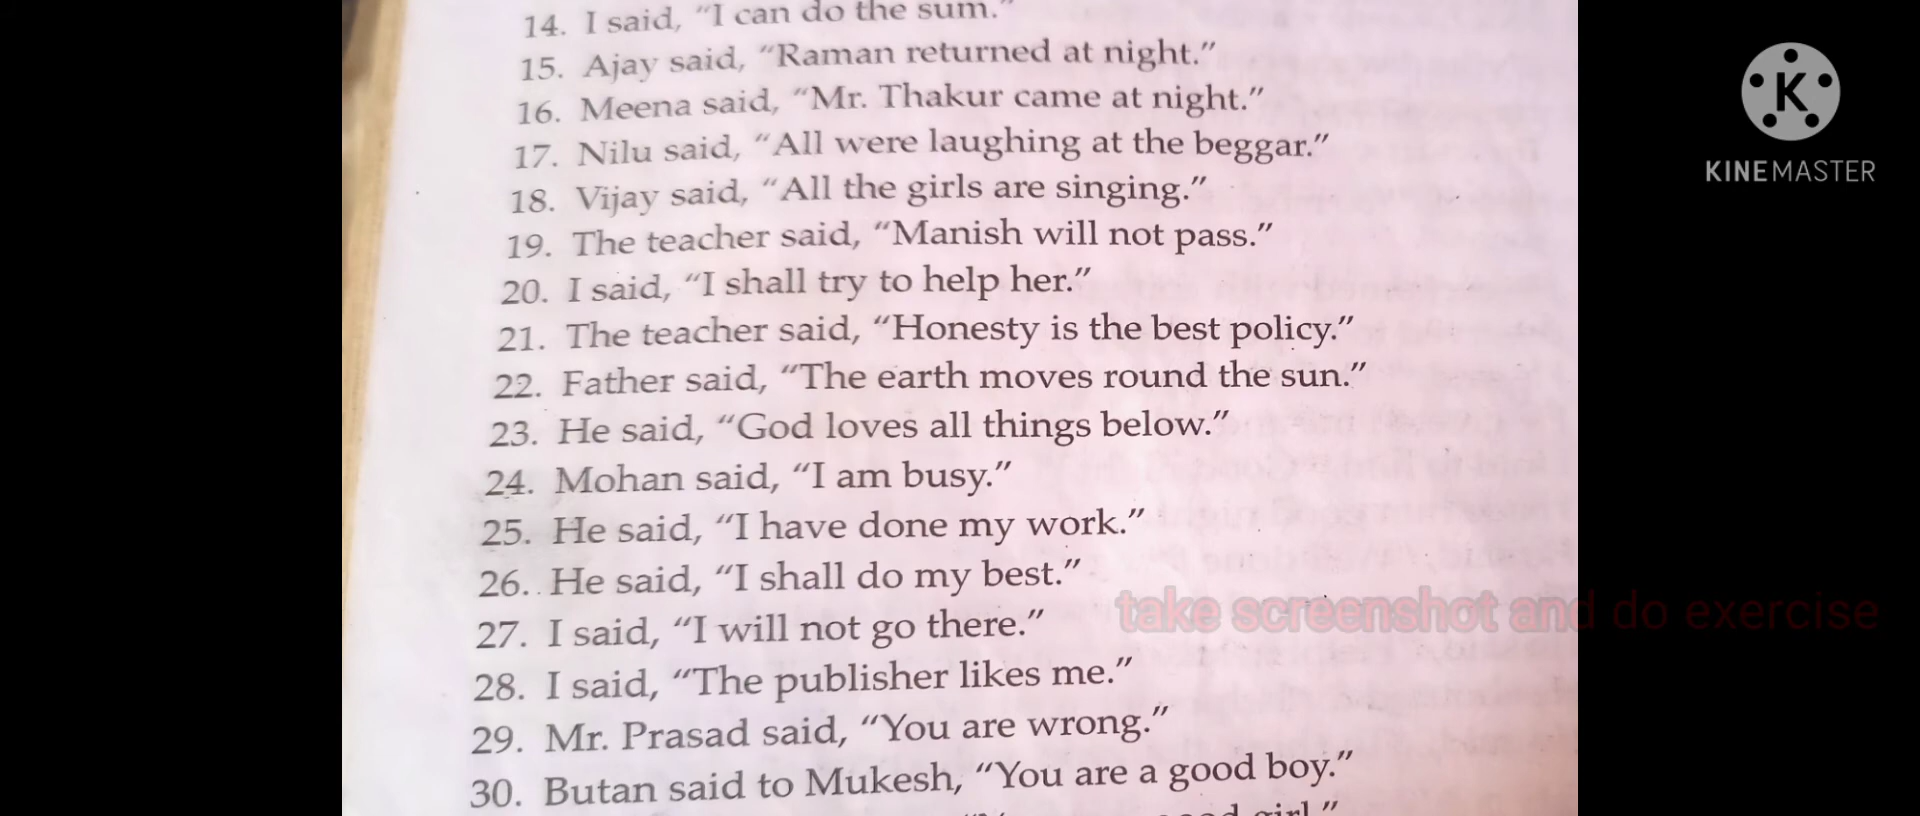 14. I said, "I can do the sum."
15. Ajay said, "Raman returned at night."
16. Meena said, "Mr. Thakur came at night."
17. Nilu said, "All were laughing at the beggar."
18. Vijay said, "All the girls are singing."
19. The teacher said, "Manish will not pass."
20. I said, "I shall try to help her."
21. The teacher said, "Honesty is the best policy."
22. Father said, "The earth moves round the sun."
23. He said, "God loves all things below."
24. Mohan said, "I am busy."
25. He said, "I have done my work."
26. He said, "I shall do my best."
27. I said, "I will not go there."
28. I said, "The publisher likes me."
29. Mr. Prasad said, "You are wrong."
30. Butan said to Mukesh, "You are a good boy."
girl."
K
KINEMASTER
take screenshot and do exercise